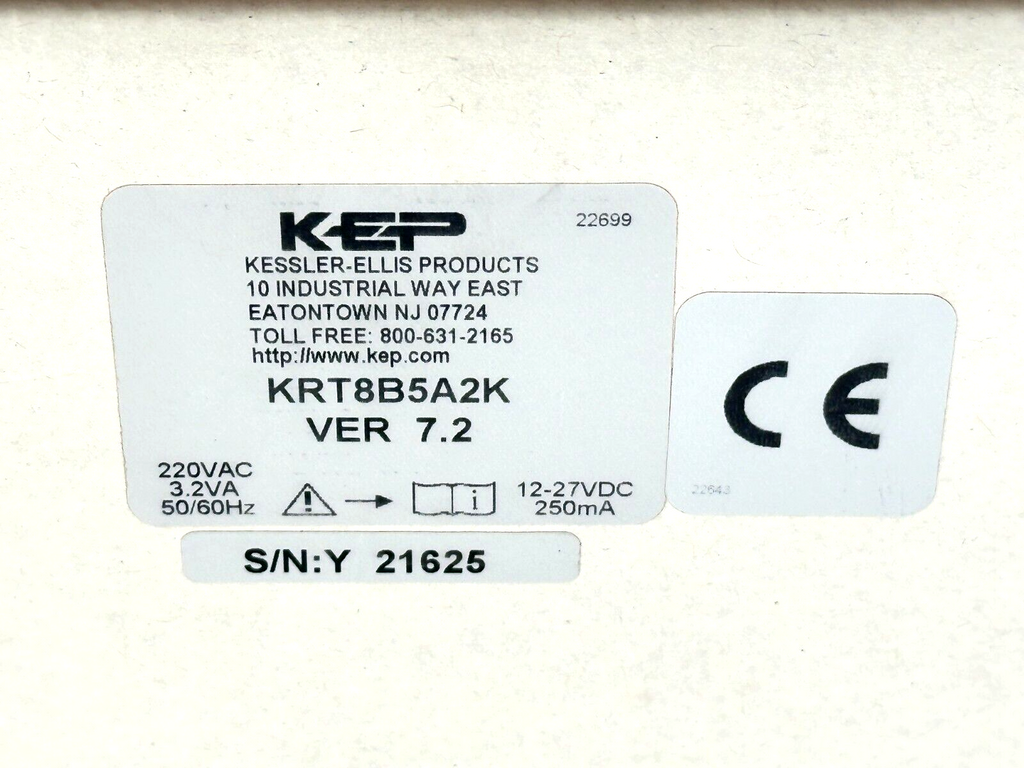 KEP
22699
KESSLER-ELLIS PRODUCTS
10 INDUSTRIAL WAY EAST
EATONTOWN NJ 07724
TOLL FREE: 800-631-2165
http://www.kep.com
KRT8B5A2K
VER 7.2
220VAC
3.2VA
50/60Hz
i
12-27VDC
250mA
CE
22643
S/N:Y 21625